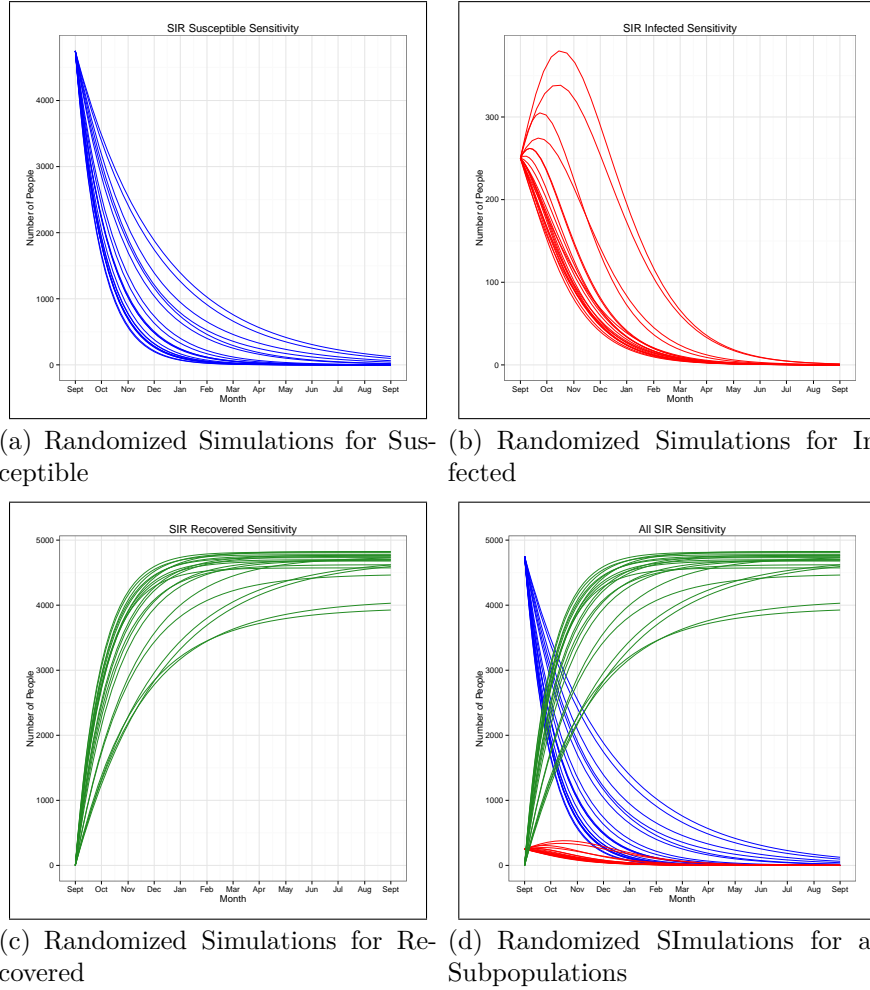 SIR Susceptible Sensitivity
4000
3000
2000
1000
0
Number of People
Sept Oct Nov Dec Jan Feb Mar Apr May Jun Jul Aug Sept
Month
(a) Randomized Simulations for Sus-
ceptible
SIR Infected Sensitivity
300
200
100
0
Number of People
Sept Oct Nov Dec Jan Feb Mar Apr May Jun Jul Aug Sept
Month
(b) Randomized Simulations for In
fected
SIR Recovered Sensitivity
5000
4000
3000
2000
1000
0
Number of People
Sept Oct Nov Dec Jan Feb Mar Apr May Jun Jul Aug Sept
Month
(c) Randomized Simulations for Re-
covered
All SIR Sensitivity
5000
4000
3000
2000
1000
0
Number of People
Sept Oct Nov Dec Jan Feb Mar Apr May Jun Jul Aug Sept
Month
(d) Randomized SImulations for a
Subpopulations